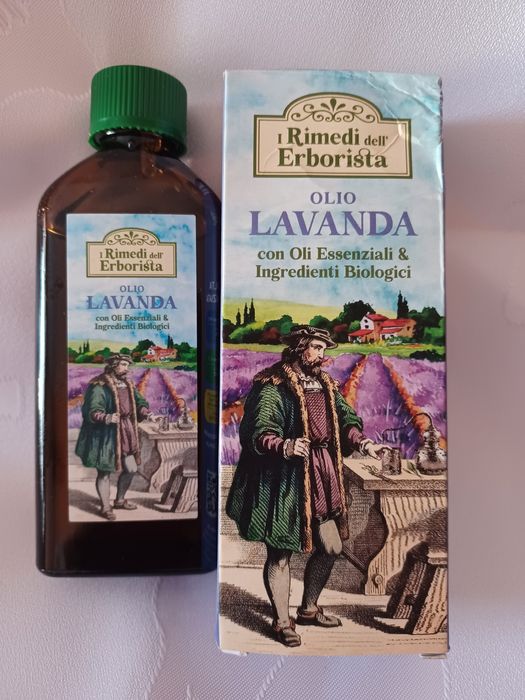 I Rimedi dell'
Erborista
OLIO
LAVANDA
con Oli Essenziali &
Ingredienti Biologici
I Rimedi dell'
Erborista
OLIO
LAVANDA
con Oli Essenziali &
Ingredienti Biologici